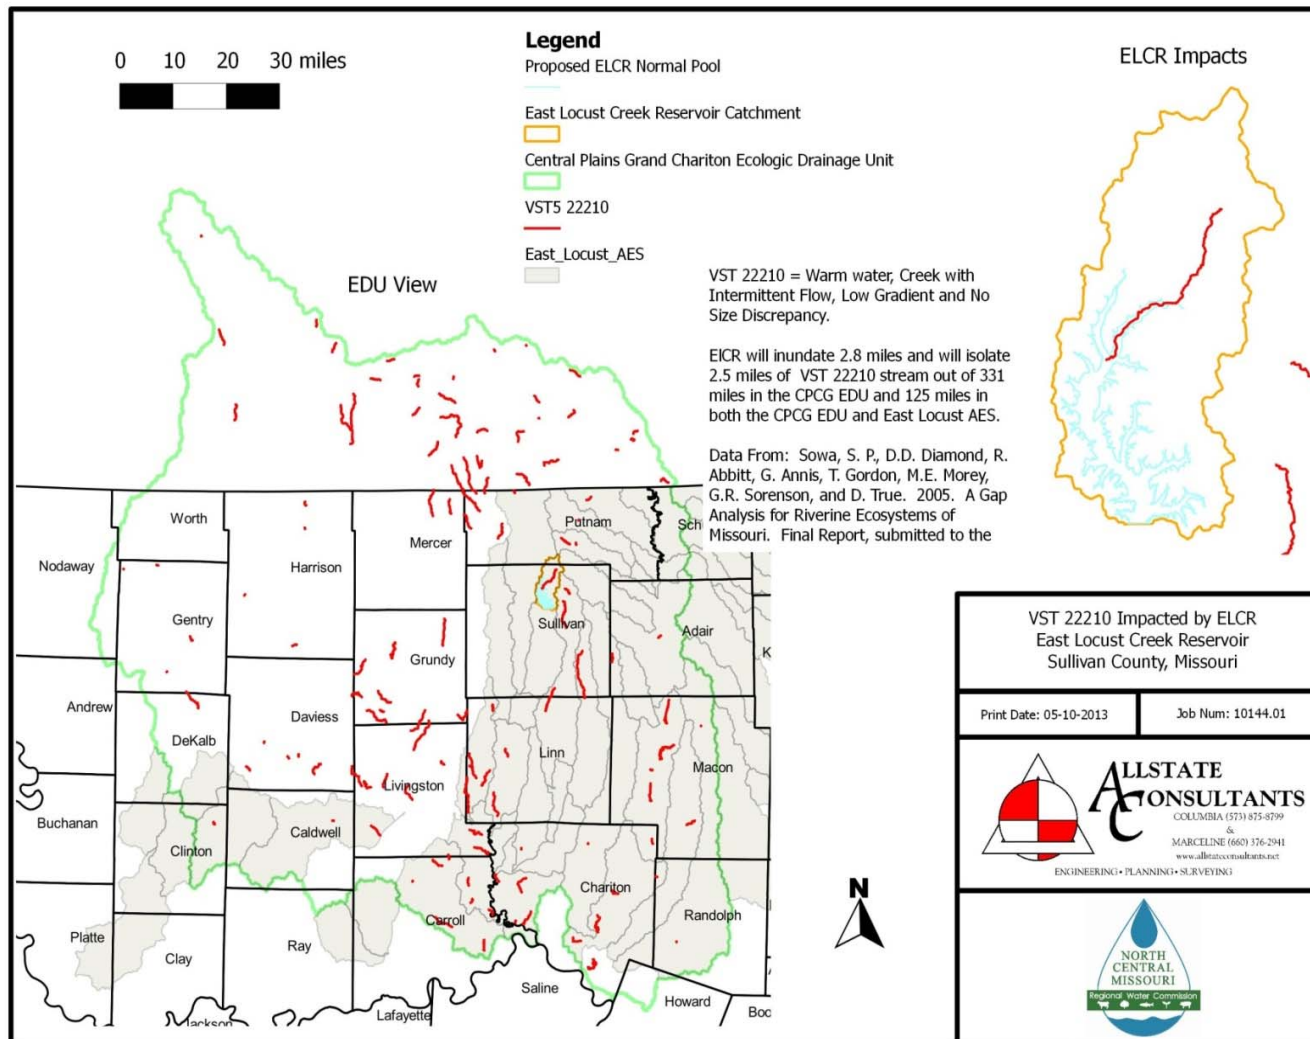 0 10 20 30 miles
Legend
Proposed ELCR Normal Pool
East Locust Creek Reservoir Catchment
Central Plains Grand Chariton Ecologic Drainage Unit
VST5 22210
East_Locust_AES
ELCR Impacts
EDU View
VST 22210 = Warm water, Creek with
Intermittent Flow, Low Gradient and No
Size Discrepancy.
ElCR will inundate 2.8 miles and will isolate
2.5 miles of VST 22210 stream out of 331
miles in the CPCG EDU and 125 miles in
both the CPCG EDU and East Locust AES.
Data From: Sowa, S. P., D.D. Diamond, R.
Abbitt, G. Annis, T. Gordon, M.E. Morey,
G.R. Sorenson, and D. True. 2005. A Gap
Analysis for Riverine Ecosystems of
Missouri. Final Report, submitted to the
Worth
Putnam
Sch
Mercer
Nodaway
Harrison
Gentry
Sullivan
Adair
Grundy
K
Andrew
Daviess
DeKalb
Linn
Macon
Livingston
Buchanan
Caldwell
Clinton
Chariton
Carroll
Randolph
Platte
Ray
Clay
Saline
Howard
Lafayette
Jackson
Boo
N
VST 22210 Impacted by ELCR
East Locust Creek Reservoir
Sullivan County, Missouri
Print Date: 05-10-2013
Job Num: 10144.01
ALLSTATE
CONSULTANTS
COLUMBIA (573) 875-8799
&
MARCELINE (660) 376-2941
www.allstateconsultants.net
ENGINEERING • PLANNING • SURVEYING
NORTH
CENTRAL
MISSOURI
Regional Water Commission